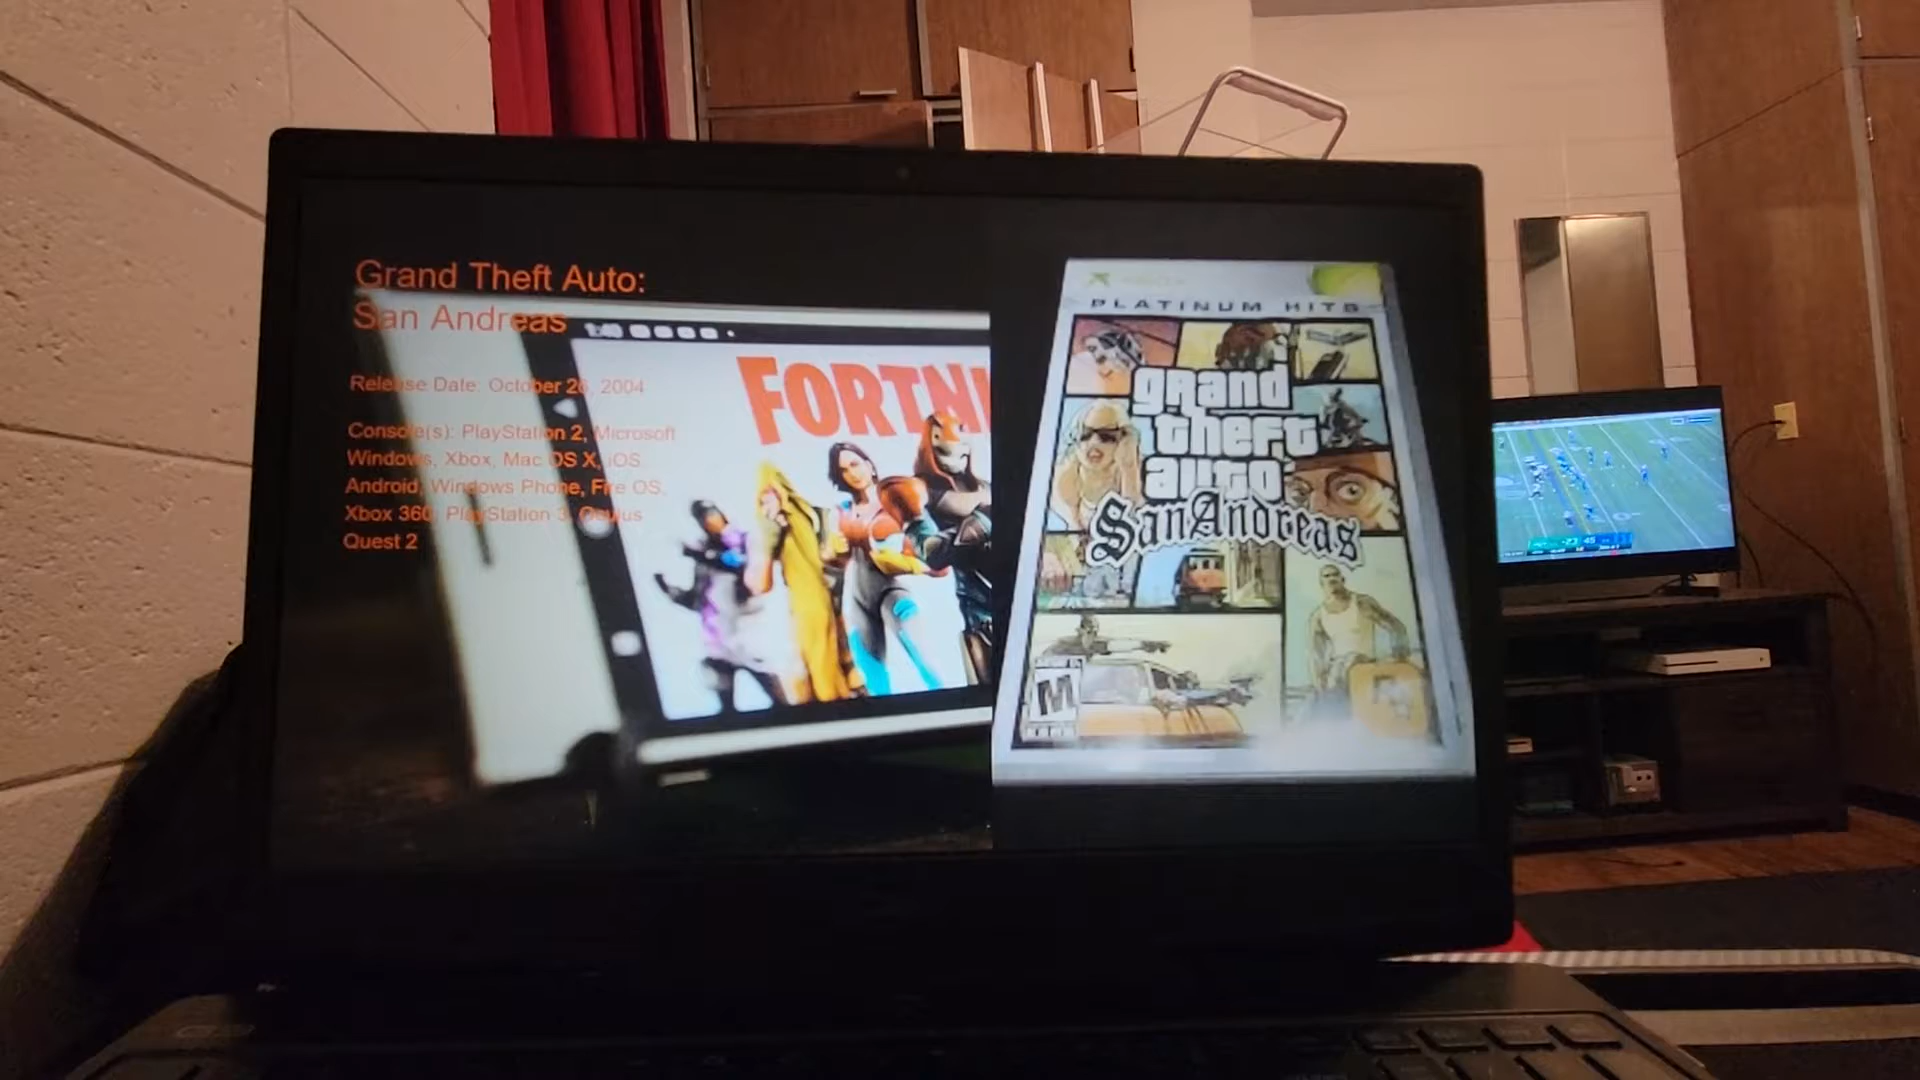 Grand Theft Auto:
San Andreas
Release Date: October 26, 2004
Console(s): PlayStation 2, Microsoft
Windows, Xbox, Mac OS X, iOS,
Android, Windows Phone, Fire OS,
Xbox 360, PlayStation 3, Oculus
Quest 2
FORTNI
PLATINUM HITS
grand
theft
auto
San Andreas
M